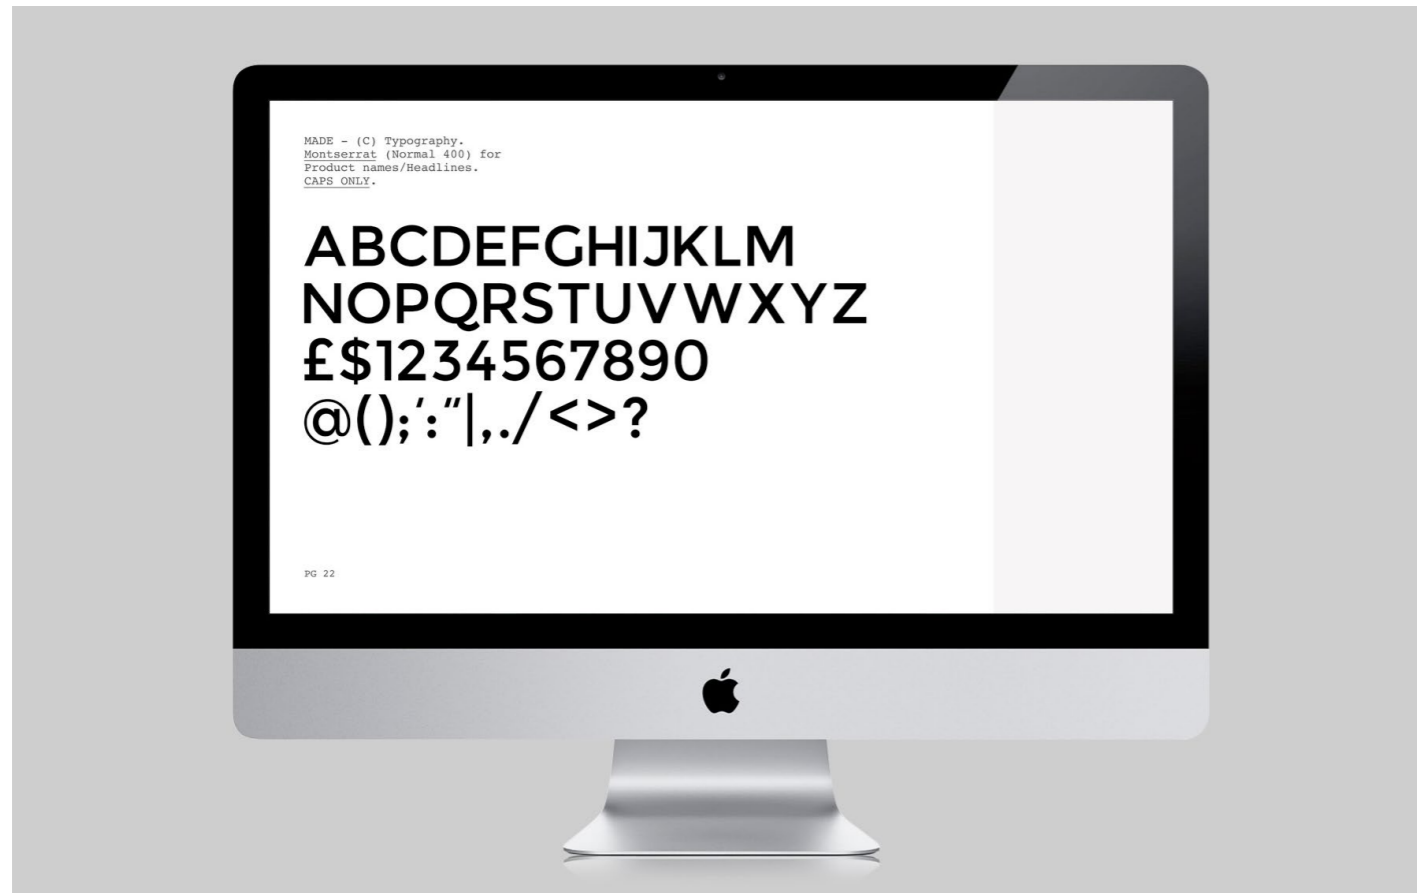 MADE - (C) Typography.
Montserrat (Normal 400) for
Product names/Headlines.
CAPS ONLY.
ABCDEFGHIJKLM
NOPQRSTUVWXYZ
£$1234567890
@();':"|,./<>?
PG 22